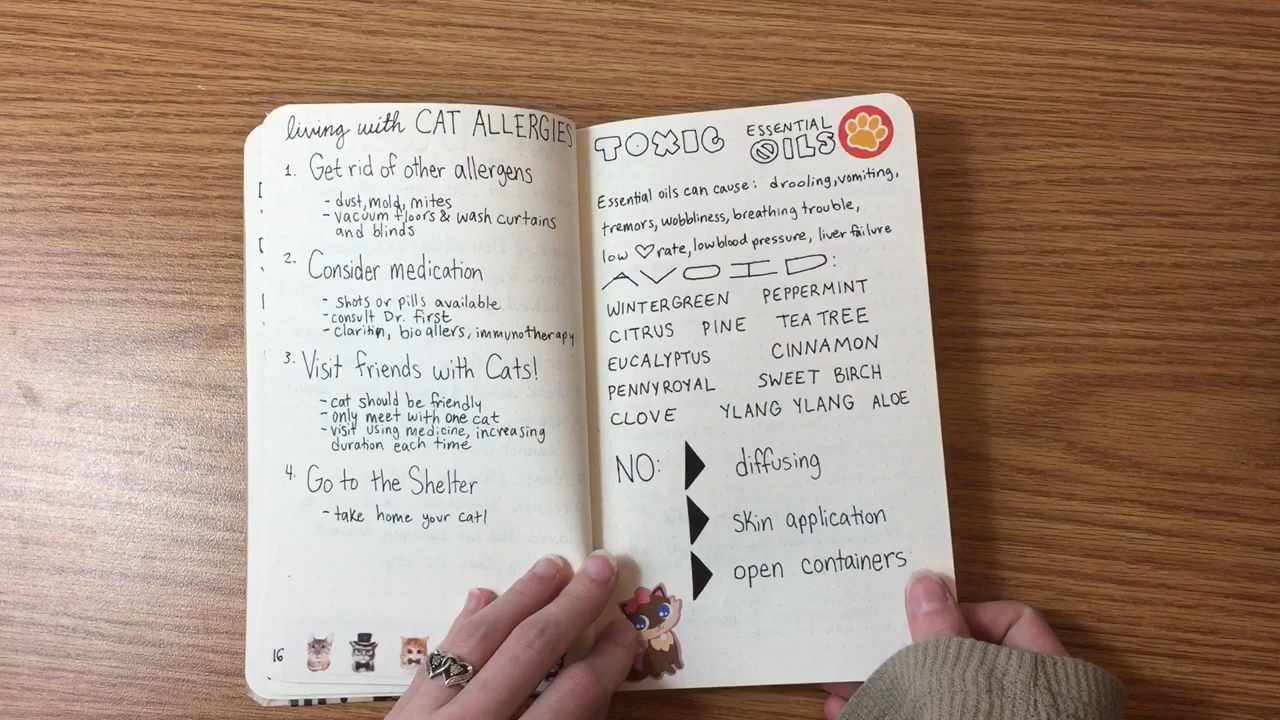 living with CAT ALLERGIES
1. Get rid of other allergens
- dust, mold, mites
- vacuum floors & wash curtains
and blinds
2. Consider medication
- shots or pills available
- consult Dr. first
- claritin, bioallers, immunotherapy
3. Visit friends with Cats!
- cat should be friendly
- only meet with one cat
- visit using medicine, increasing
duration each time
4. Go to the Shelter
- take home your cat!
16
TOXIC ESSENTIAL
OILS
Essential oils can cause: drooling, vomiting,
tremors, wobbliness, breathing trouble,
low ♡ rate, low blood pressure, liver failure
AVOID:
WINTERGREEN PEPPERMINT
CITRUS PINE TEA TREE
EUCALYPTUS CINNAMON
PENNYROYAL SWEET BIRCH
CLOVE YLANG YLANG ALOE
NO: diffusing
skin application
open containers